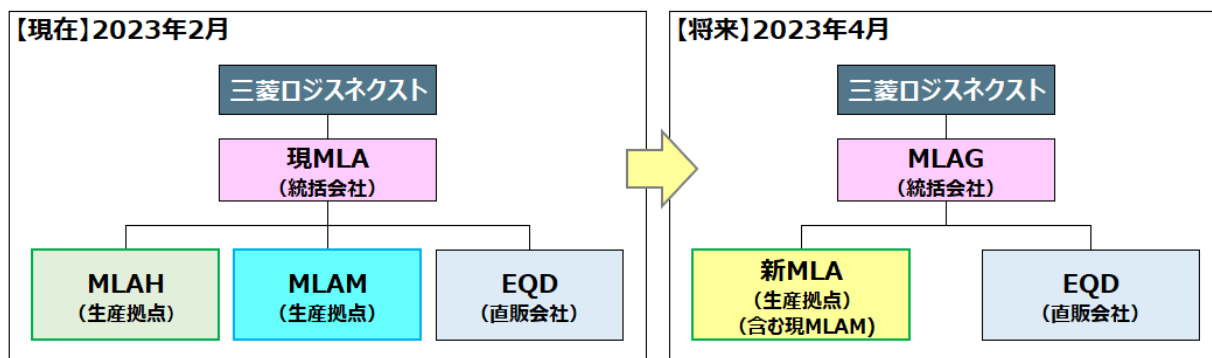 【現在】2023年2月
三菱ロジスネクスト
現MLA
（統括会社）
MLAH
（生産拠点）
MLAM
（生産拠点）
EQD
（直販会社）
【将来】2023年4月
三菱ロジスネクスト
MLAG
（統括会社）
新MLA
（生産拠点）
（含む現MLAM)
EQD
（直販会社）